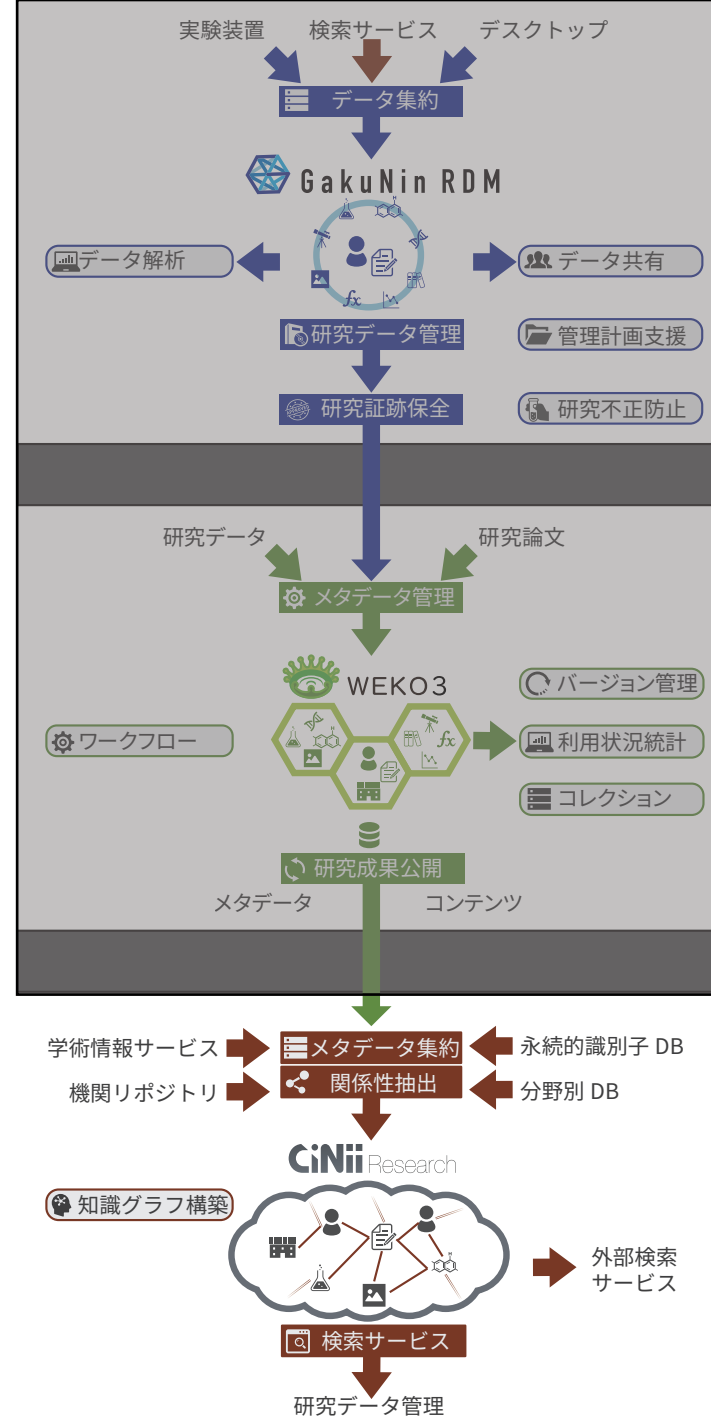 実験装置
検索サービス
デスクトップ
データ集約
GakuNin RDM
データ解析
データ共有
fx
研究データ管理
管理計画支援
研究証跡保全
研究不正防止
研究データ
研究論文
メタデータ管理
WEKO3
バージョン管理
ワークフロー
fx
利用状況統計
コレクション
研究成果公開
メタデータ
コンテンツ
学術情報サービス
メタデータ集約
永続的識別子 DB
機関リポジトリ
関係性抽出
分野別 DB
CiNii Research
知識グラフ構築
外部検索
サービス
検索サービス
研究データ管理